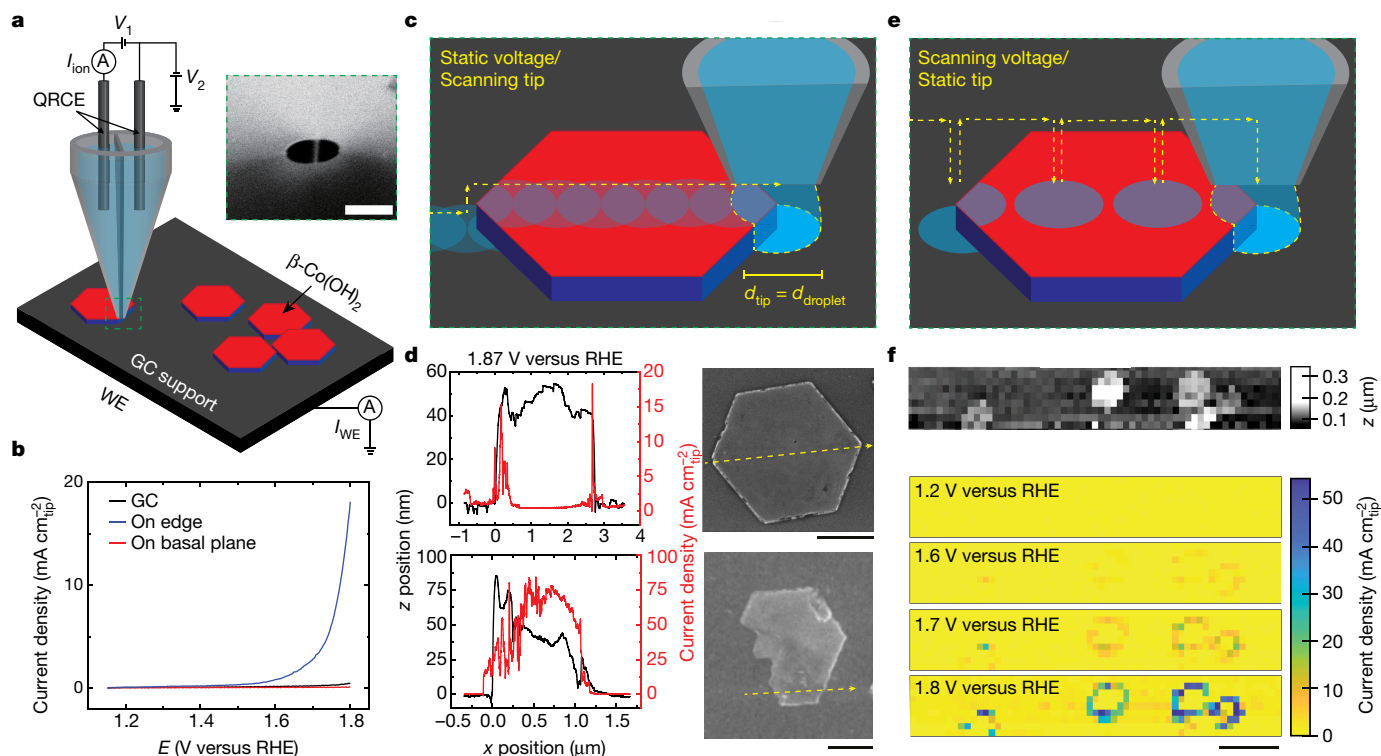 a
V1
Iion
A
V2
QRCE
β-Co(OH)2
GC support
WE
A
IWE
b
20
10
0
GC
On edge
On basal plane
Current density (mA cm−2tip)
1.2
1.4
1.6
1.8
E (V versus RHE)
c
Static voltage/
Scanning tip
dtip = ddroplet
d
1.87 V versus RHE
60
40
20
0
20
15
10
5
0
−1
0
1
2
3
4
100
75
50
25
0
100
75
50
25
0
−0.5
0.0
0.5
1.0
1.5
z position (nm)
Current density (mA cm−2tip)
x position (μm)
e
Scanning voltage/
Static tip
f
0.3
0.2
0.1
z (μm)
1.2 V versus RHE
1.6 V versus RHE
1.7 V versus RHE
1.8 V versus RHE
50
40
30
20
10
0
Current density (mA cm−2tip)